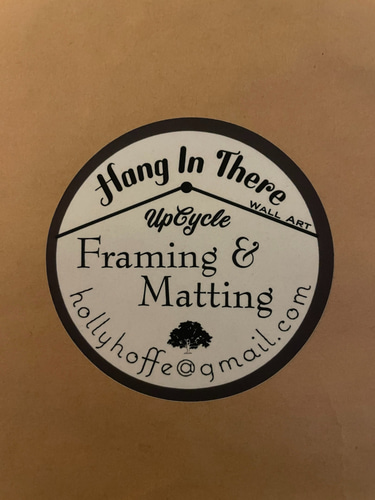 Hang In There
WALL ART
UpCycle
Framing &
Matting
hollyhoffe@gmail.com